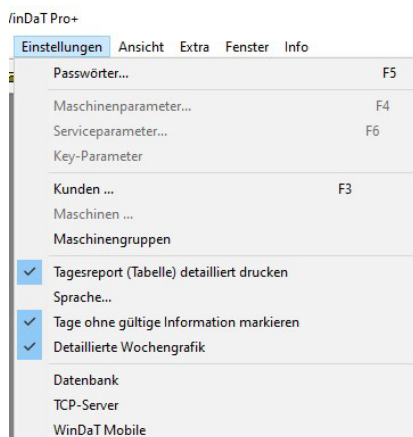 /inDaT Pro+
Einstellungen Ansicht Extra Fenster Info
Passwörter... F5
Maschinenparameter... F4
Serviceparameter... F6
Key-Parameter
Kunden ... F3
Maschinen ...
Maschinengruppen
Tagesreport (Tabelle) detailliert drucken
Sprache...
Tage ohne gültige Information markieren
Detaillierte Wochengrafik
Datenbank
TCP-Server
WinDaT Mobile